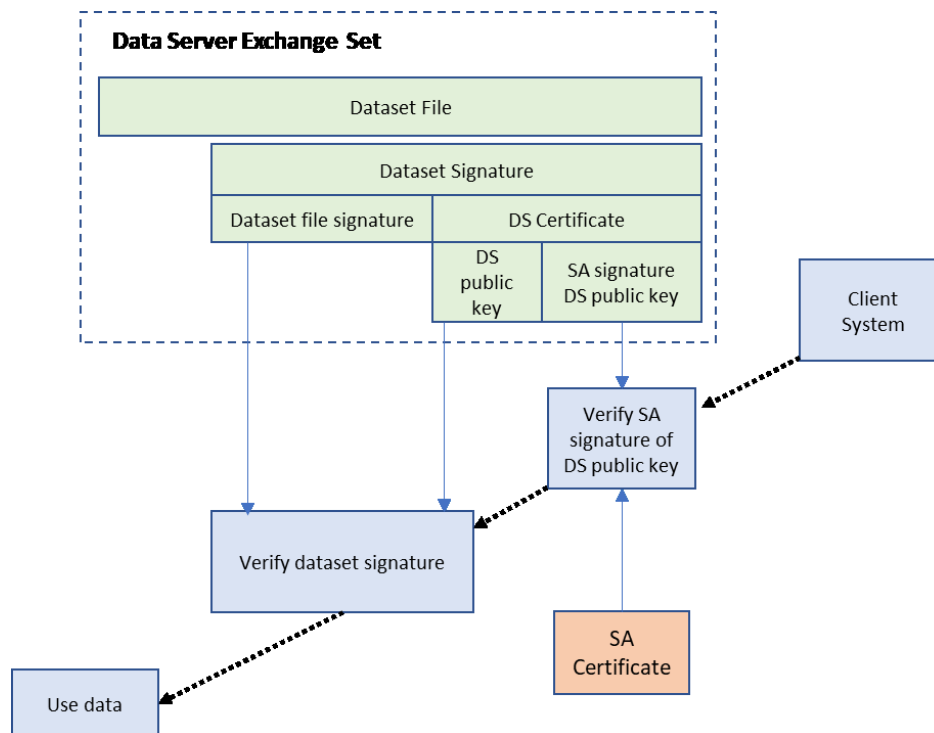 Data Server Exchange Set
Dataset File
Dataset Signature
Dataset file signature
DS Certificate
DS
public
key
SA signature
DS public key
Client
System
Verify SA
signature of
DS public key
Verify dataset signature
SA
Certificate
Use data